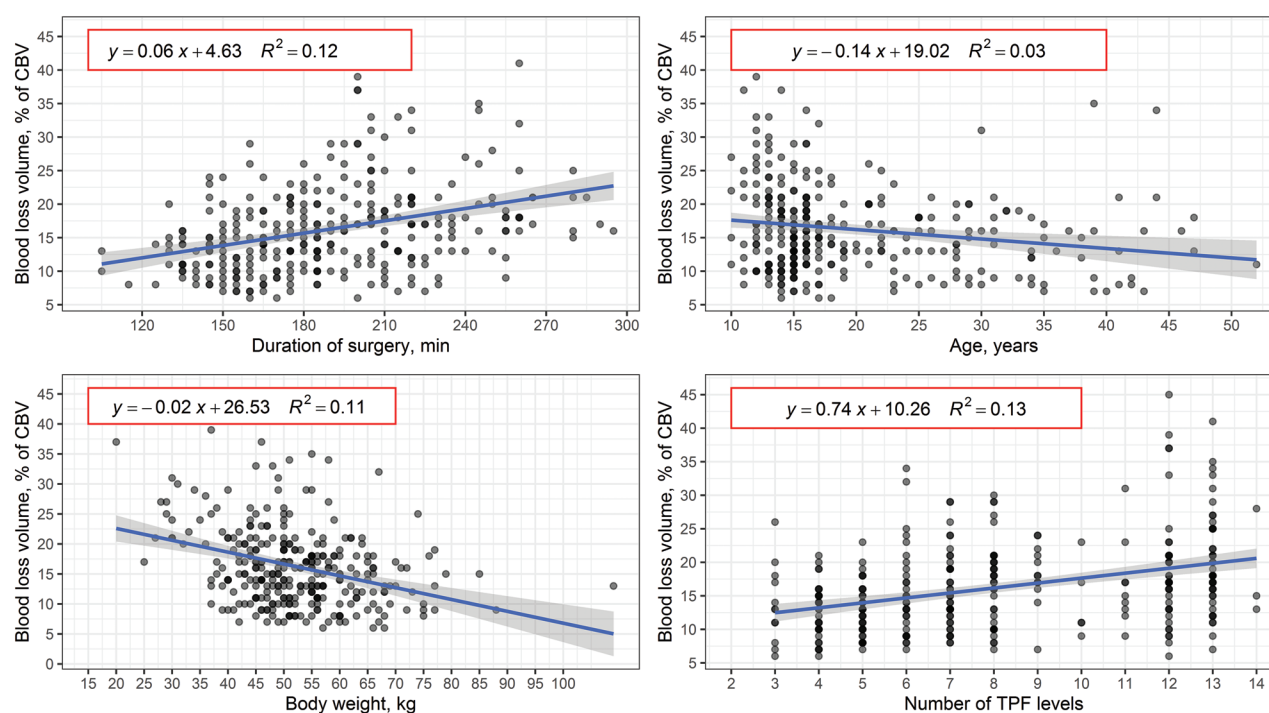 y = 0.06 x + 4.63 R² = 0.12
Blood loss volume, % of CBV
45
40
35
30
25
20
15
10
5
120 150 180 210 240 270 300
Duration of surgery, min
y = −0.14 x + 19.02 R² = 0.03
Blood loss volume, % of CBV
45
40
35
30
25
20
15
10
5
10 15 20 25 30 35 40 45 50
Age, years
y = −0.02 x + 26.53 R² = 0.11
Blood loss volume, % of CBV
45
40
35
30
25
20
15
10
5
0
15 20 25 30 35 40 45 50 55 60 65 70 75 80 85 90 95 100
Body weight, kg
y = 0.74 x + 10.26 R² = 0.13
Blood loss volume, % of CBV
45
40
35
30
25
20
15
10
5
2 3 4 5 6 7 8 9 10 11 12 13 14
Number of TPF levels